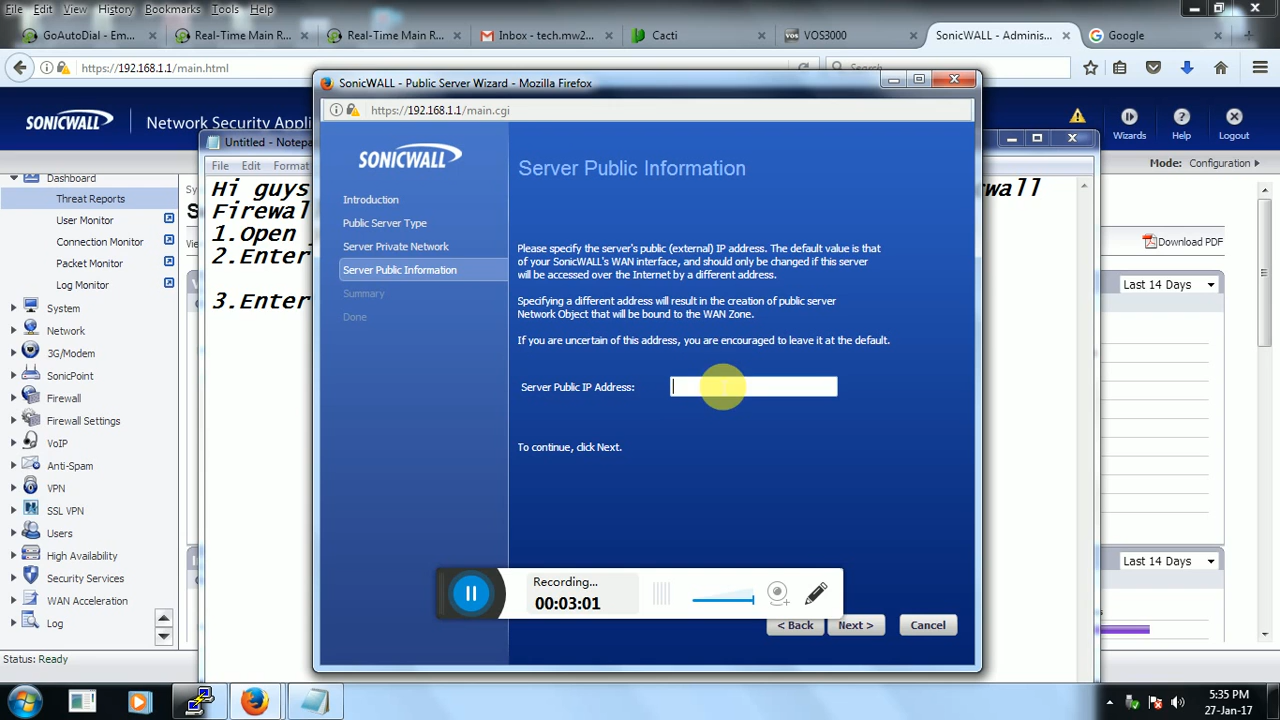 File Edit View History Bookmarks Tools Help
GoAutoDial - Em... Real-Time Main R... Real-Time Main R... Inbox - tech.mw2... Cacti VOS3000 SonicWALL - Adminis... Google
https://192.168.1.1/main.html
Search
SonicWALL - Public Server Wizard - Mozilla Firefox
https://192.168.1.1/main.cgi
SONICWALL
Network Security Appli
Wizards Help Logout
Mode: Configuration
Untitled - Notepa
File Edit Format
Hi guys
wall
Firewal
1.Open
2.Enter
3.Enter
Dashboard
Threat Reports
User Monitor
Connection Monitor
Packet Monitor
Log Monitor
System
Network
3G/Modem
SonicPoint
Firewall
Firewall Settings
VoIP
Anti-Spam
VPN
SSL VPN
Users
High Availability
Security Services
WAN Acceleration
Log
Status: Ready
SONICWALL
Introduction
Public Server Type
Server Private Network
Server Public Information
Summary
Done
Server Public Information
Please specify the server's public (external) IP address. The default value is that
of your SonicWALL's WAN interface, and should only be changed if this server
will be accessed over the Internet by a different address.
Specifying a different address will result in the creation of public server
Network Object that will be bound to the WAN Zone.
If you are uncertain of this address, you are encouraged to leave it at the default.
Server Public IP Address:
To continue, click Next.
Recording...
00:03:01
< Back Next > Cancel
Download PDF
Last 14 Days
Last 14 Days
5:35 PM
27-Jan-17